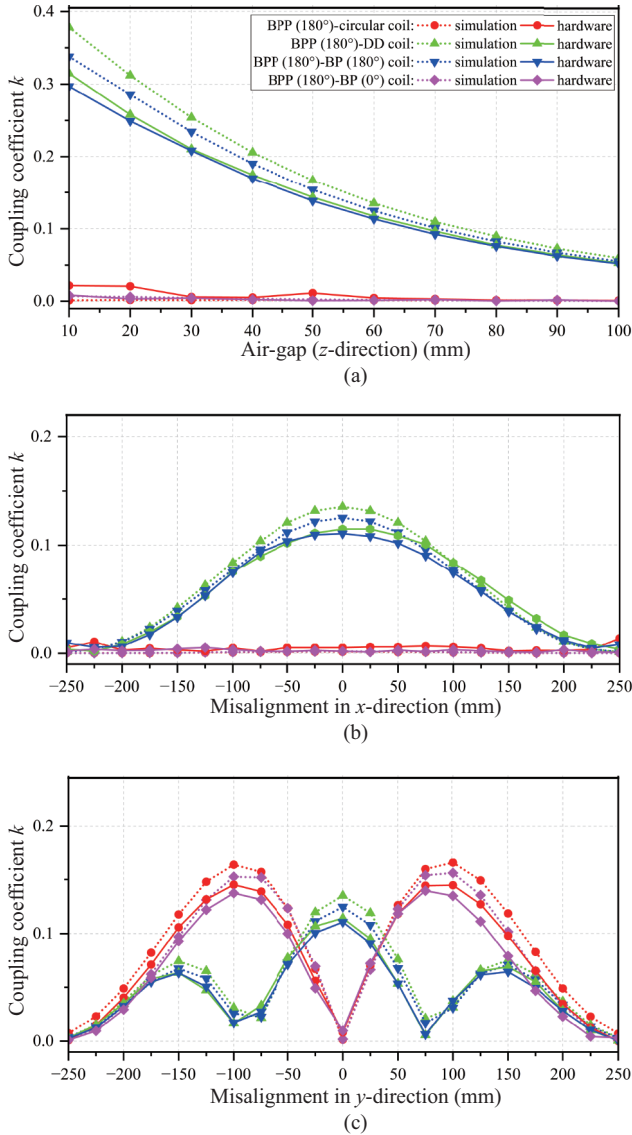 0.4
0.3
0.2
0.1
0.0
Coupling coefficient k
BPP (180°)-circular coil: simulation hardware
BPP (180°)-DD coil: simulation hardware
BPP (180°)-BP (180°) coil: simulation hardware
BPP (180°)-BP (0°) coil: simulation hardware
10 20 30 40 50 60 70 80 90 100
Air-gap (z-direction) (mm)
(a)
0.2
0.1
0.0
Coupling coefficient k
−250 −200 −150 −100 −50 0 50 100 150 200 250
Misalignment in x-direction (mm)
(b)
0.2
0.1
0.0
Coupling coefficient k
−250 −200 −150 −100 −50 0 50 100 150 200 250
Misalignment in y-direction (mm)
(c)